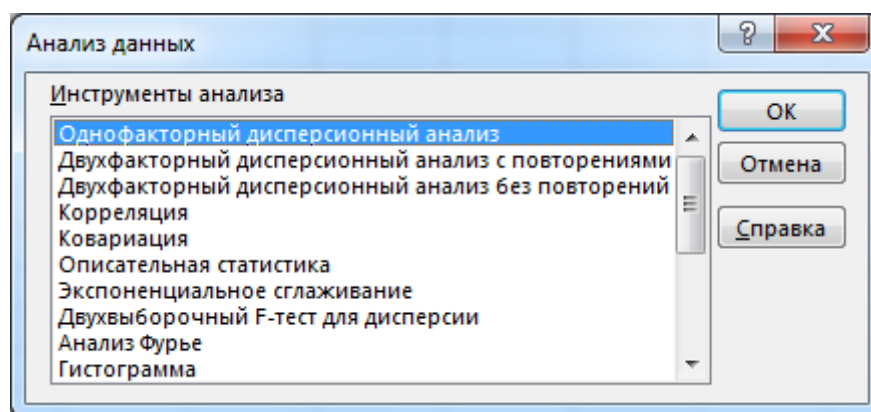 Анализ данных
Инструменты анализа
Однофакторный дисперсионный анализ
Двухфакторный дисперсионный анализ с повторениями
Двухфакторный дисперсионный анализ без повторений
Корреляция
Ковариация
Описательная статистика
Экспоненциальное сглаживание
Двухвыборочный F-тест для дисперсии
Анализ Фурье
Гистограмма
ОК
Отмена
Справка